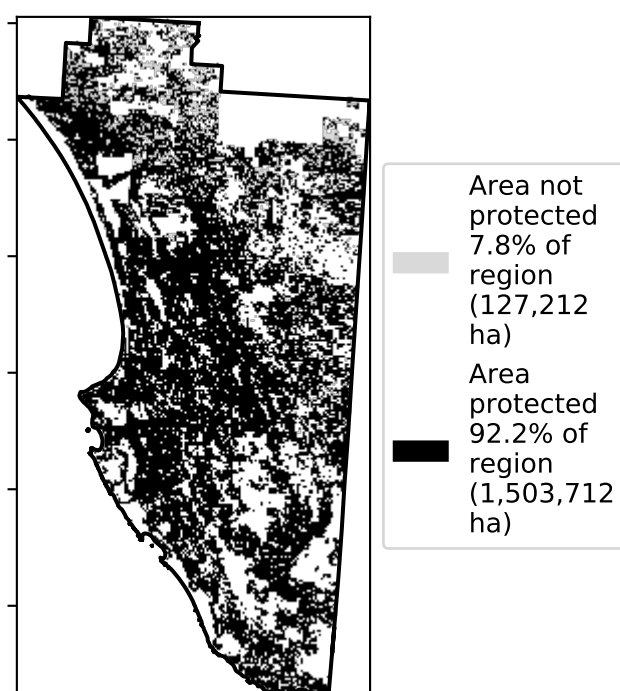 Area not
protected
7.8% of
region
(127,212
ha)
Area
protected
92.2% of
region
(1,503,712
ha)